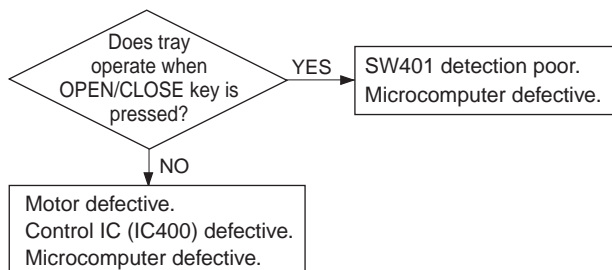 Does tray
operate when
OPEN/CLOSE key is
pressed?
YES
SW401 detection poor.
Microcomputer defective.
NO
Motor defective.
Control IC (IC400) defective.
Microcomputer defective.